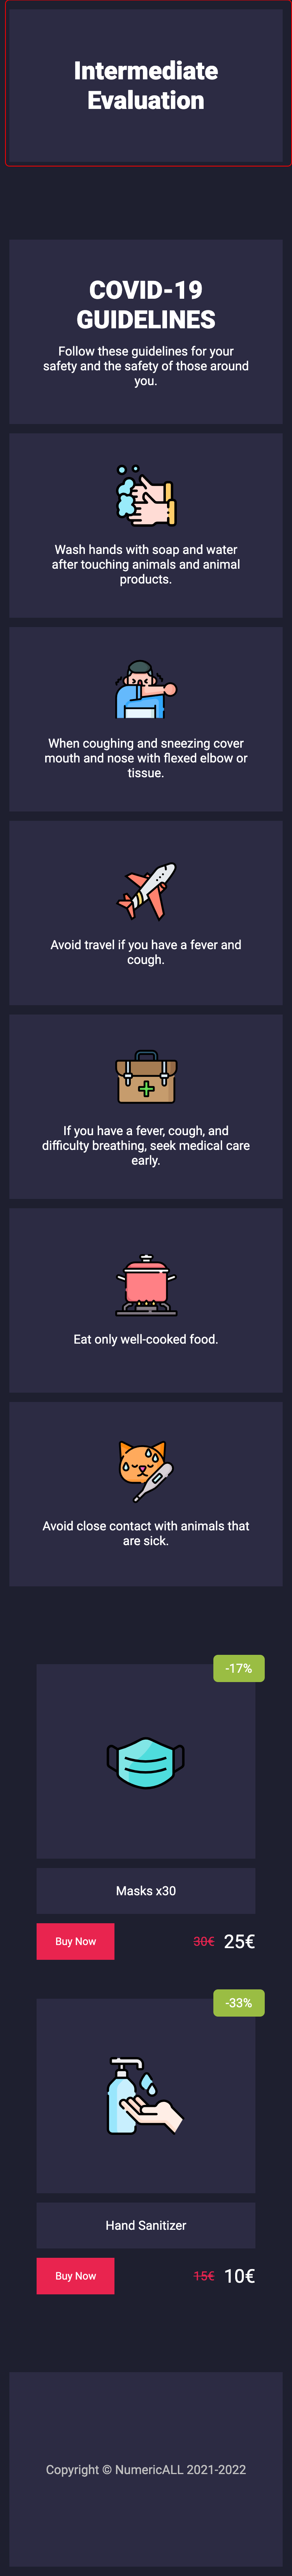 Intermediate
Evaluation
COVID-19
GUIDELINES
Follow these guidelines for your
safety and the safety of those around
you.
Wash hands with soap and water
after touching animals and animal
products.
When coughing and sneezing cover
mouth and nose with flexed elbow or
tissue.
Avoid travel if you have a fever and
cough.
If you have a fever, cough, and
difficulty breathing, seek medical care
early.
Eat only well-cooked food.
Avoid close contact with animals that
are sick.
-17%
Masks x30
Buy Now 30€ 25€
-33%
Hand Sanitizer
Buy Now 15€ 10€
Copyright © NumericALL 2021-2022